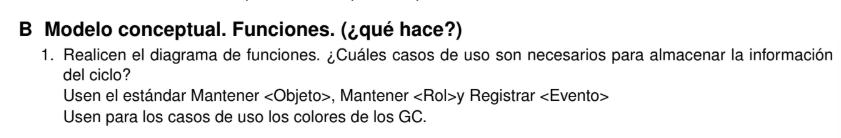 B Modelo conceptual. Funciones. (¿qué hace?)
1. Realicen el diagrama de funciones. ¿Cuáles casos de uso son necesarios para almacenar la información
del ciclo?
Usen el estándar Mantener <Objeto>, Mantener <Rol>y Registrar <Evento>
Usen para los casos de uso los colores de los GC.